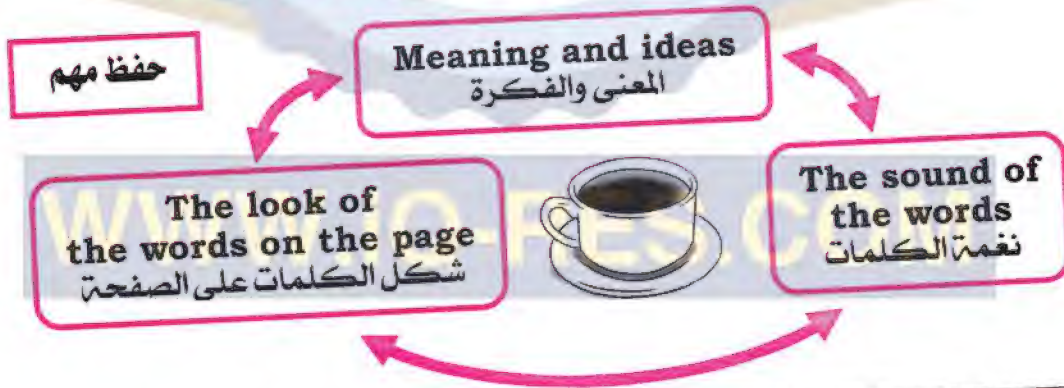 حفظ مهم
Meaning and ideas
المعنى والفكرة
The look of
the words on the page
شكل الكلمات على الصفحة
The sound of
the words
نغمة الكلمات
WWW.JO-RES.COM